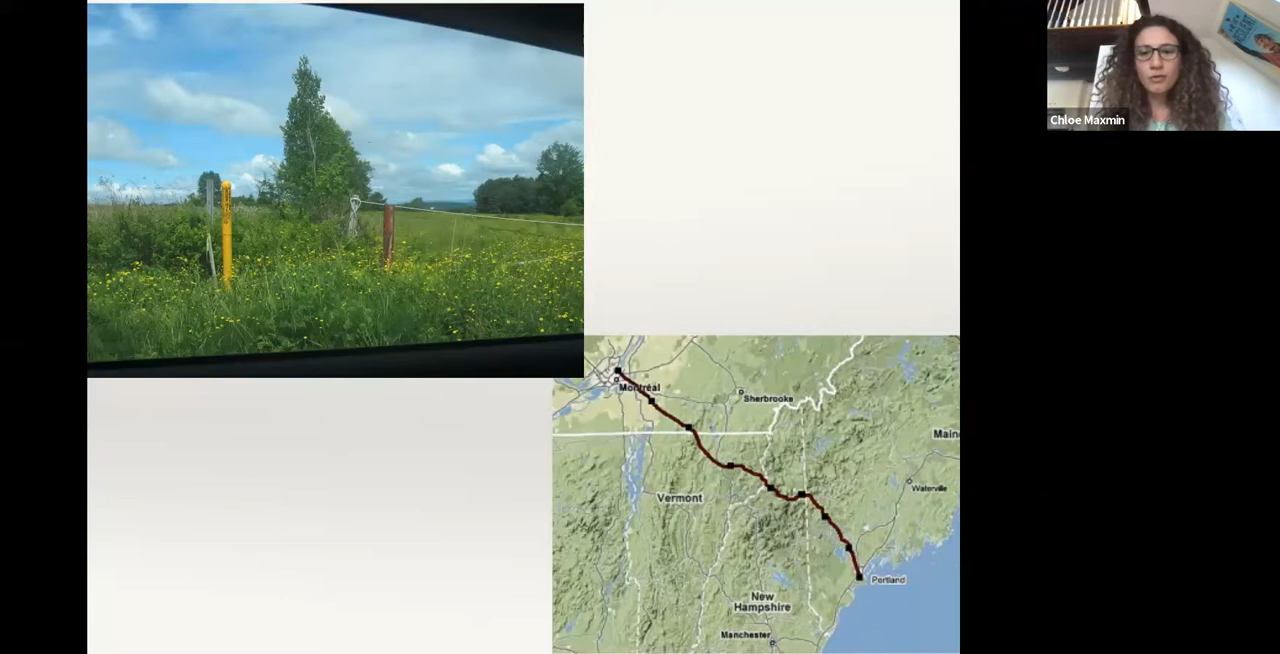 Chloe Maxmin
Montréal
Sherbrooke
Maine
Waterville
Vermont
Portland
New
Hampshire
Manchester